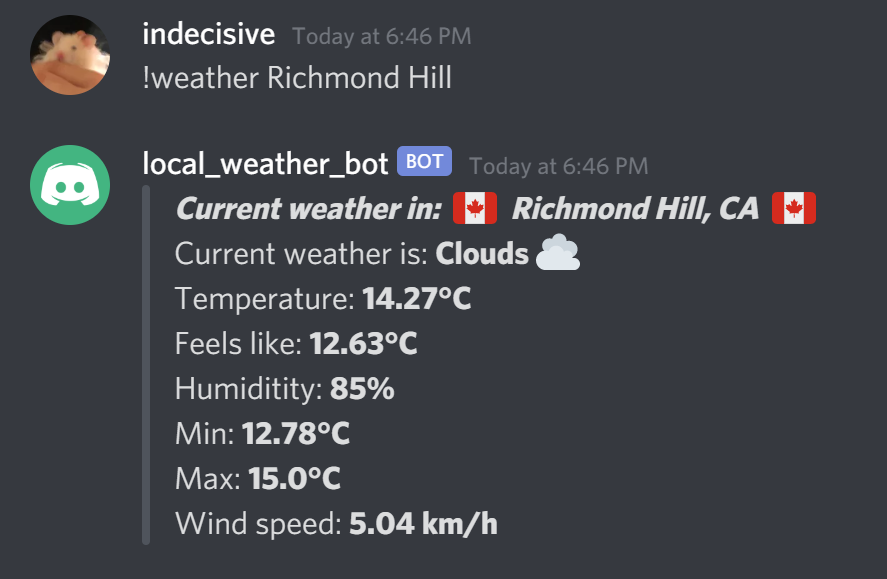 indecisive Today at 6:46 PM
!weather Richmond Hill
local_weather_bot BOT Today at 6:46 PM
Current weather in: Richmond Hill, CA
Current weather is: Clouds
Temperature: 14.27°C
Feels like: 12.63°C
Humiditity: 85%
Min: 12.78°C
Max: 15.0°C
Wind speed: 5.04 km/h